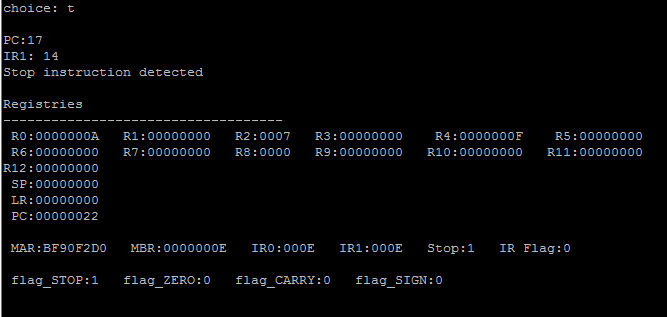 choice: t
PC:17
IR1: 14
Stop instruction detected
Registries
-----------------------------------
R0:0000000A R1:00000000 R2:0007 R3:00000000 R4:0000000F R5:00000000
R6:00000000 R7:00000000 R8:0000 R9:00000000 R10:00000000 R11:00000000
R12:00000000
SP:00000000
LR:00000000
PC:00000022
MAR:BF90F2D0 MBR:0000000E IR0:000E IR1:000E Stop:1 IR Flag:0
flag_STOP:1 flag_ZERO:0 flag_CARRY:0 flag_SIGN:0